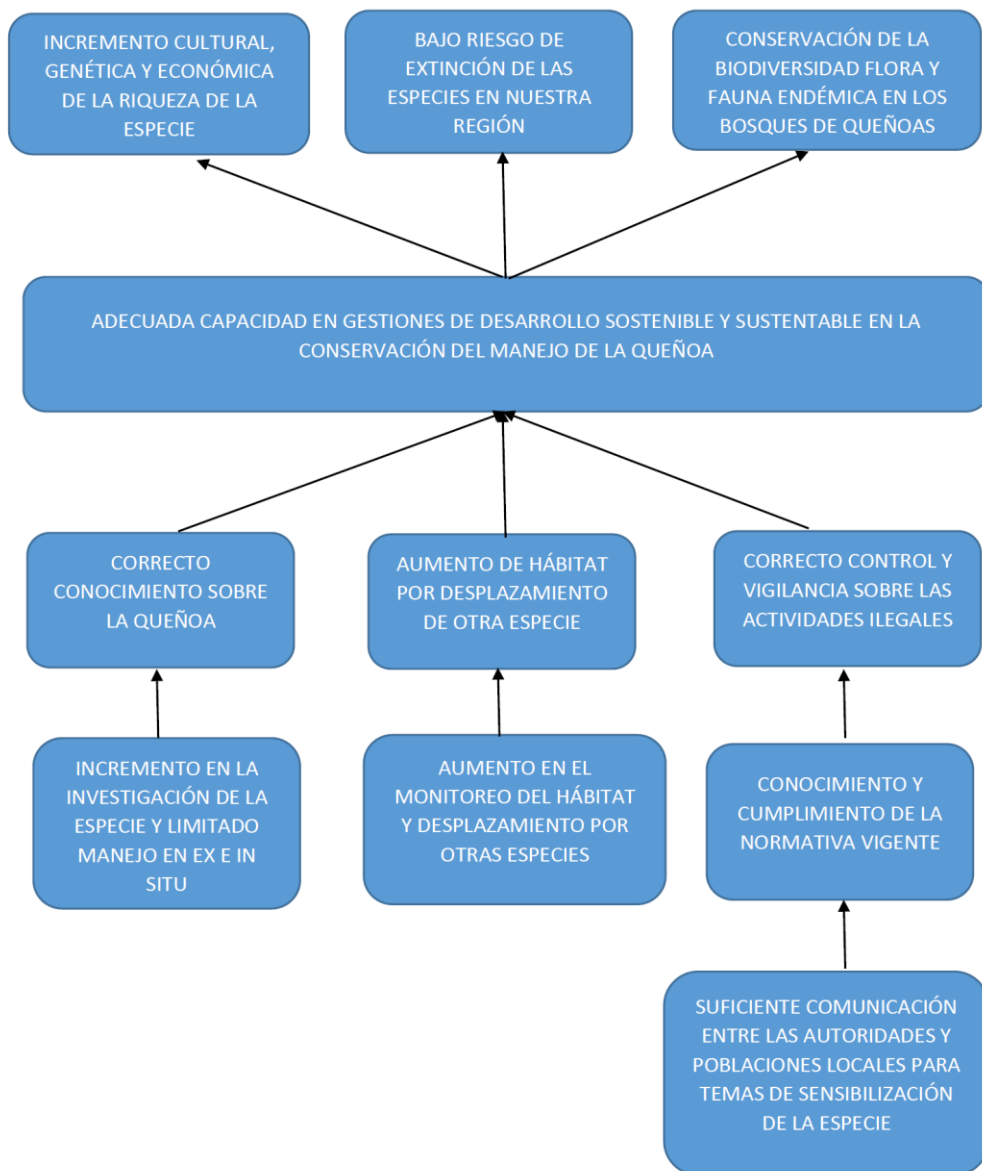 INCREMENTO CULTURAL,
GENÉTICA Y ECONÓMICA
DE LA RIQUEZA DE LA
ESPECIE
BAJO RIESGO DE
EXTINCIÓN DE LAS
ESPECIES EN NUESTRA
REGIÓN
CONSERVACIÓN DE LA
BIODIVERSIDAD FLORA Y
FAUNA ENDÉMICA EN LOS
BOSQUES DE QUEÑOAS
ADECUADA CAPACIDAD EN GESTIONES DE DESARROLLO SOSTENIBLE Y SUSTENTABLE EN LA
CONSERVACIÓN DEL MANEJO DE LA QUEÑOA
CORRECTO
CONOCIMIENTO SOBRE
LA QUEÑOA
AUMENTO DE HÁBITAT
POR DESPLAZAMIENTO
DE OTRA ESPECIE
CORRECTO CONTROL Y
VIGILANCIA SOBRE LAS
ACTIVIDADES ILEGALES
INCREMENTO EN LA
INVESTIGACIÓN DE LA
ESPECIE Y LIMITADO
MANEJO EN EX E IN
SITU
AUMENTO EN EL
MONITOREO DEL HÁBITAT
Y DESPLAZAMIENTO POR
OTRAS ESPECIES
CONOCIMIENTO Y
CUMPLIMIENTO DE LA
NORMATIVA VIGENTE
SUFICIENTE COMUNICACIÓN
ENTRE LAS AUTORIDADES Y
POBLACIONES LOCALES PARA
TEMAS DE SENSIBILIZACIÓN
DE LA ESPECIE